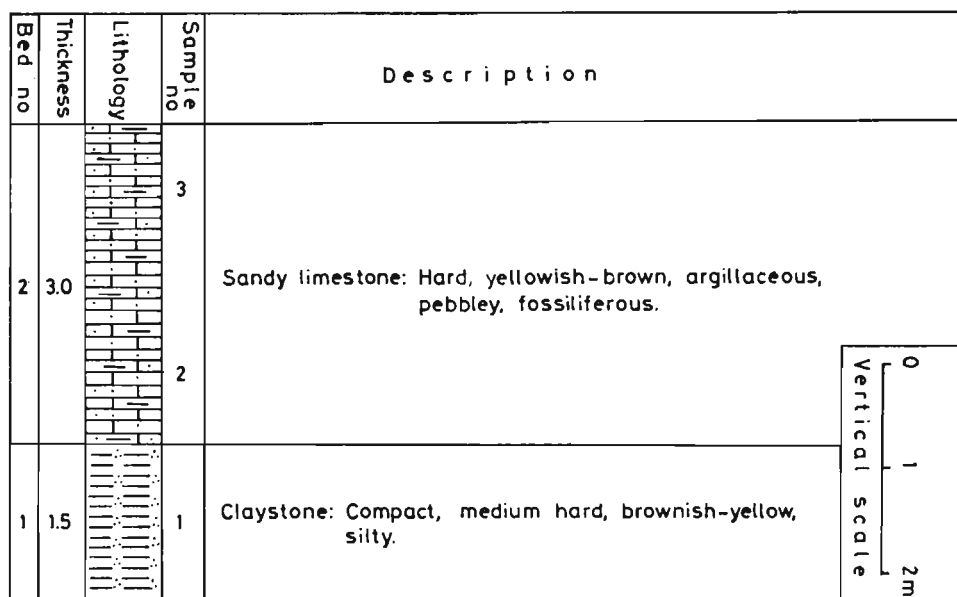 Bed no
Thickness
Lithology
Sample no
Description
3
2 3.0
Sandy limestone: Hard, yellowish-brown, argillaceous,
pebbley, fossiliferous.
2
1 1.5 1
Claystone: Compact, medium hard, brownish-yellow,
silty.
Vertical scale
0
1
2m